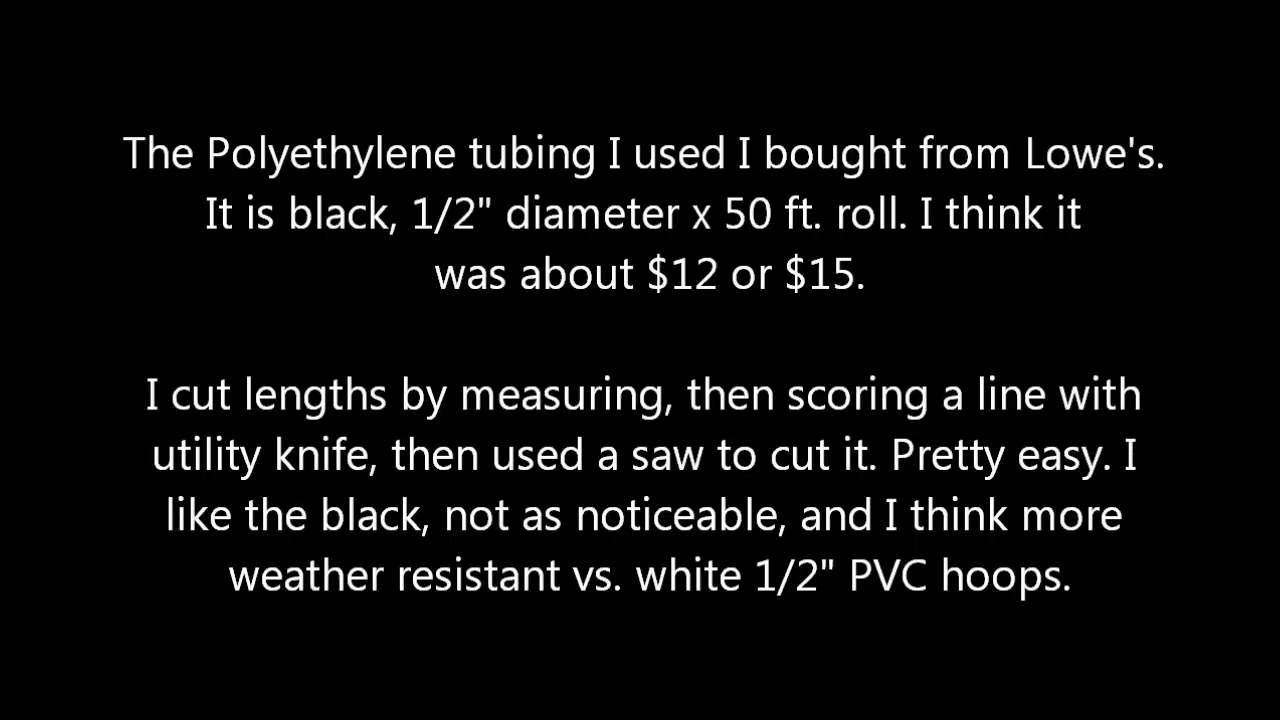 The Polyethylene tubing I used I bought from Lowe's.
It is black, 1/2" diameter x 50 ft. roll. I think it
was about $12 or $15.
I cut lengths by measuring, then scoring a line with
utility knife, then used a saw to cut it. Pretty easy. I
like the black, not as noticeable, and I think more
weather resistant vs. white 1/2" PVC hoops.